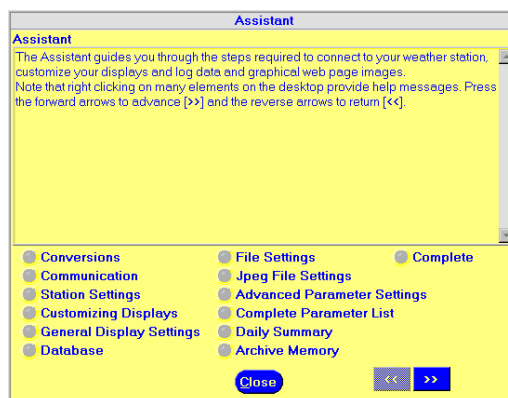 Assistant
Assistant
The Assistant guides you through the steps required to connect to your weather station,
customize your displays and log data and graphical web page images.
Note that right clicking on many elements on the desktop provide help messages. Press
the forward arrows to advance [>>] and the reverse arrows to return [<<].
Conversions
File Settings
Complete
Communication
Jpeg File Settings
Station Settings
Advanced Parameter Settings
Customizing Displays
Complete Parameter List
General Display Settings
Daily Summary
Database
Archive Memory
Close
<<
>>